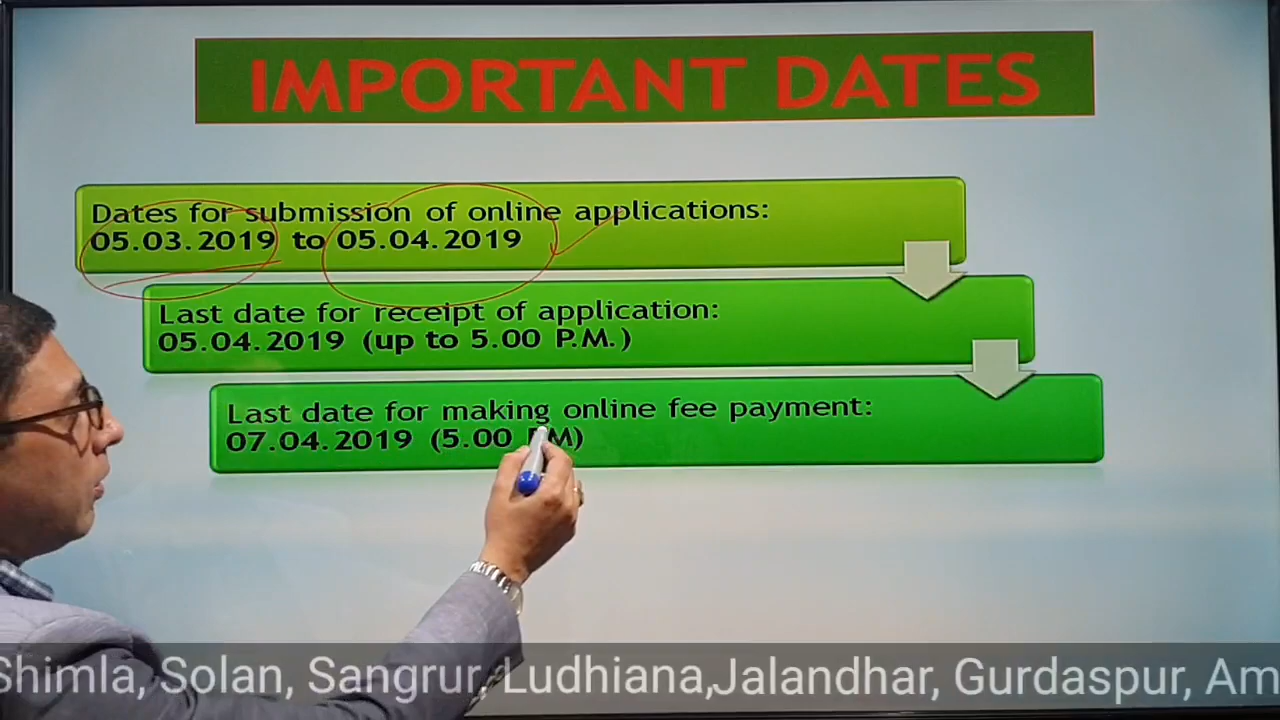 IMPORTANT DATES
Dates for submission of online applications:
05.03.2019 to 05.04.2019
Last date for receipt of application:
05.04.2019 (up to 5.00 P.M.)
Last date for making online fee payment:
07.04.2019 (5.00 PM)
Shimla, Solan, Sangrur, Ludhiana,Jalandhar, Gurdaspur, Am